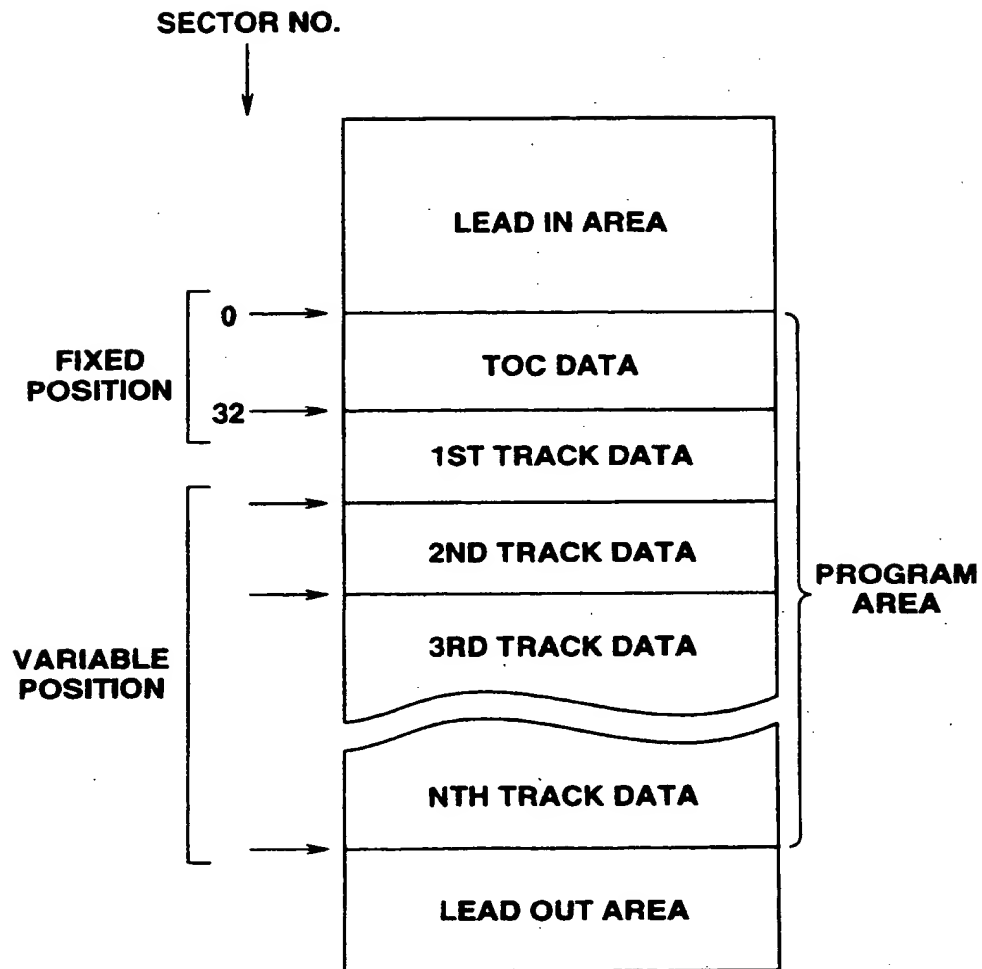 SECTOR NO.
LEAD IN AREA
0
TOC DATA
FIXED
POSITION
32
1ST TRACK DATA
2ND TRACK DATA
PROGRAM
AREA
3RD TRACK DATA
VARIABLE
POSITION
NTH TRACK DATA
LEAD OUT AREA